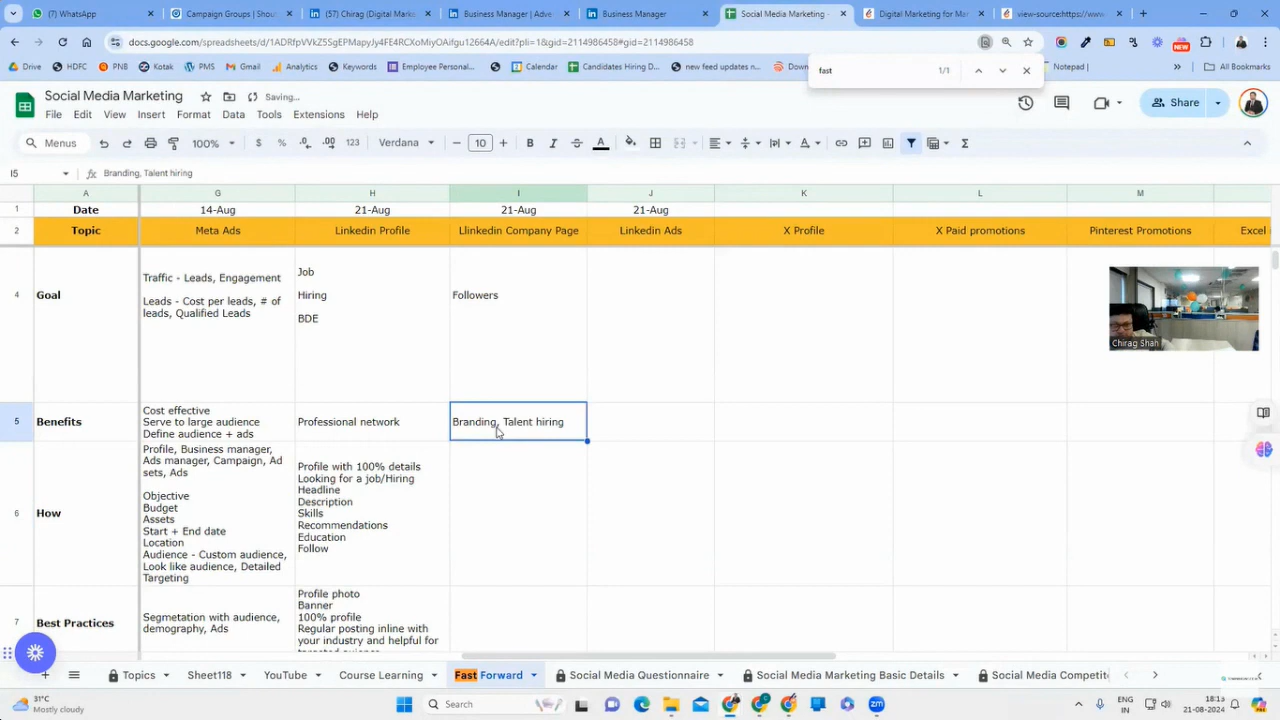 WhatsApp
Campaign Groups | Shou
(57) Chirag (Digital Marke
Business Manager | Adve
Business Manager
Social Media Marketing -
Digital Marketing for Mar
view-source:https://www.
docs.google.com/spreadsheets/d/1ADRfpVVkZ5SgEPMapyJy4FE4RCXoMiyOAifgu12664A/edit?pli=1&gid=2114986458#gid=2114986458
NEW
Drive
HDFC
PNB
Kotak
PMS
Gmail
Analytics
Keywords
Employee Personal...
Calendar
Candidates Hiring D...
new feed updates n...
Down
Notepad |
All Bookmarks
fast
1/1
Social Media Marketing
Saving...
File Edit View Insert Format Data Tools Extensions Help
Share
Menus
100%
$ % .0 .00 123
Verdana
10
I5
Branding, Talent hiring
A G H I J K L M
1 Date 14-Aug 21-Aug 21-Aug 21-Aug
2 Topic Meta Ads Linkedin Profile Llinkedin Company Page Linkedin Ads X Profile X Paid promotions Pinterest Promotions Excel
4
Goal
Traffic - Leads, Engagement
Leads - Cost per leads, # of
leads, Qualified Leads
Job
Hiring
BDE
Followers
Chirag Shah
5
Benefits
Cost effective
Serve to large audience
Define audience + ads
Professional network
Branding, Talent hiring
6
How
Profile, Business manager,
Ads manager, Campaign, Ad
sets, Ads
Objective
Budget
Assets
Start + End date
Location
Audience - Custom audience,
Look like audience, Detailed
Targeting
Profile with 100% details
Looking for a job/Hiring
Headline
Description
Skills
Recommendations
Education
Follow
7
Best Practices
Segmetation with audience,
demography, Ads
Profile photo
Banner
100% profile
Regular posting inline with
your industry and helpful for
Topics
Sheet118
YouTube
Course Learning
Fast Forward
Social Media Questionnaire
Social Media Marketing Basic Details
Social Media Competit
31°C
Mostly cloudy
Search
ENG
IN
21-08-2024